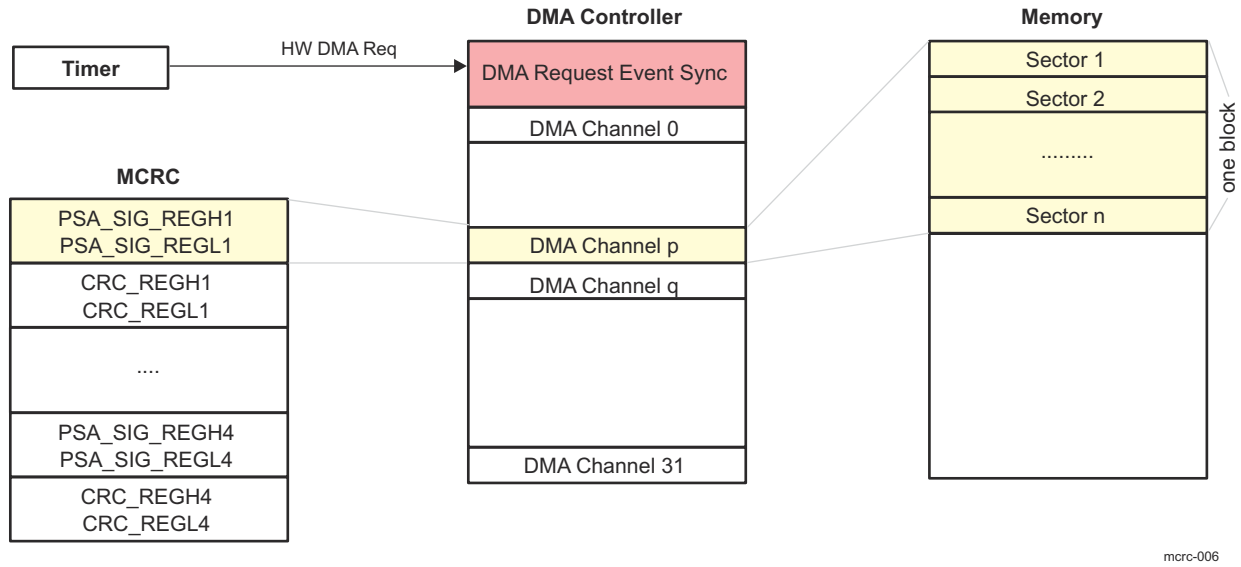 DMA Controller
Memory
Timer
HW DMA Req
DMA Request Event Sync
DMA Channel 0
DMA Channel p
DMA Channel q
DMA Channel 31
MCRC
PSA_SIG_REGH1
PSA_SIG_REGL1
CRC_REGH1
CRC_REGL1
....
PSA_SIG_REGH4
PSA_SIG_REGL4
CRC_REGH4
CRC_REGL4
Sector 1
Sector 2
.........
Sector n
one block
mcrc-006